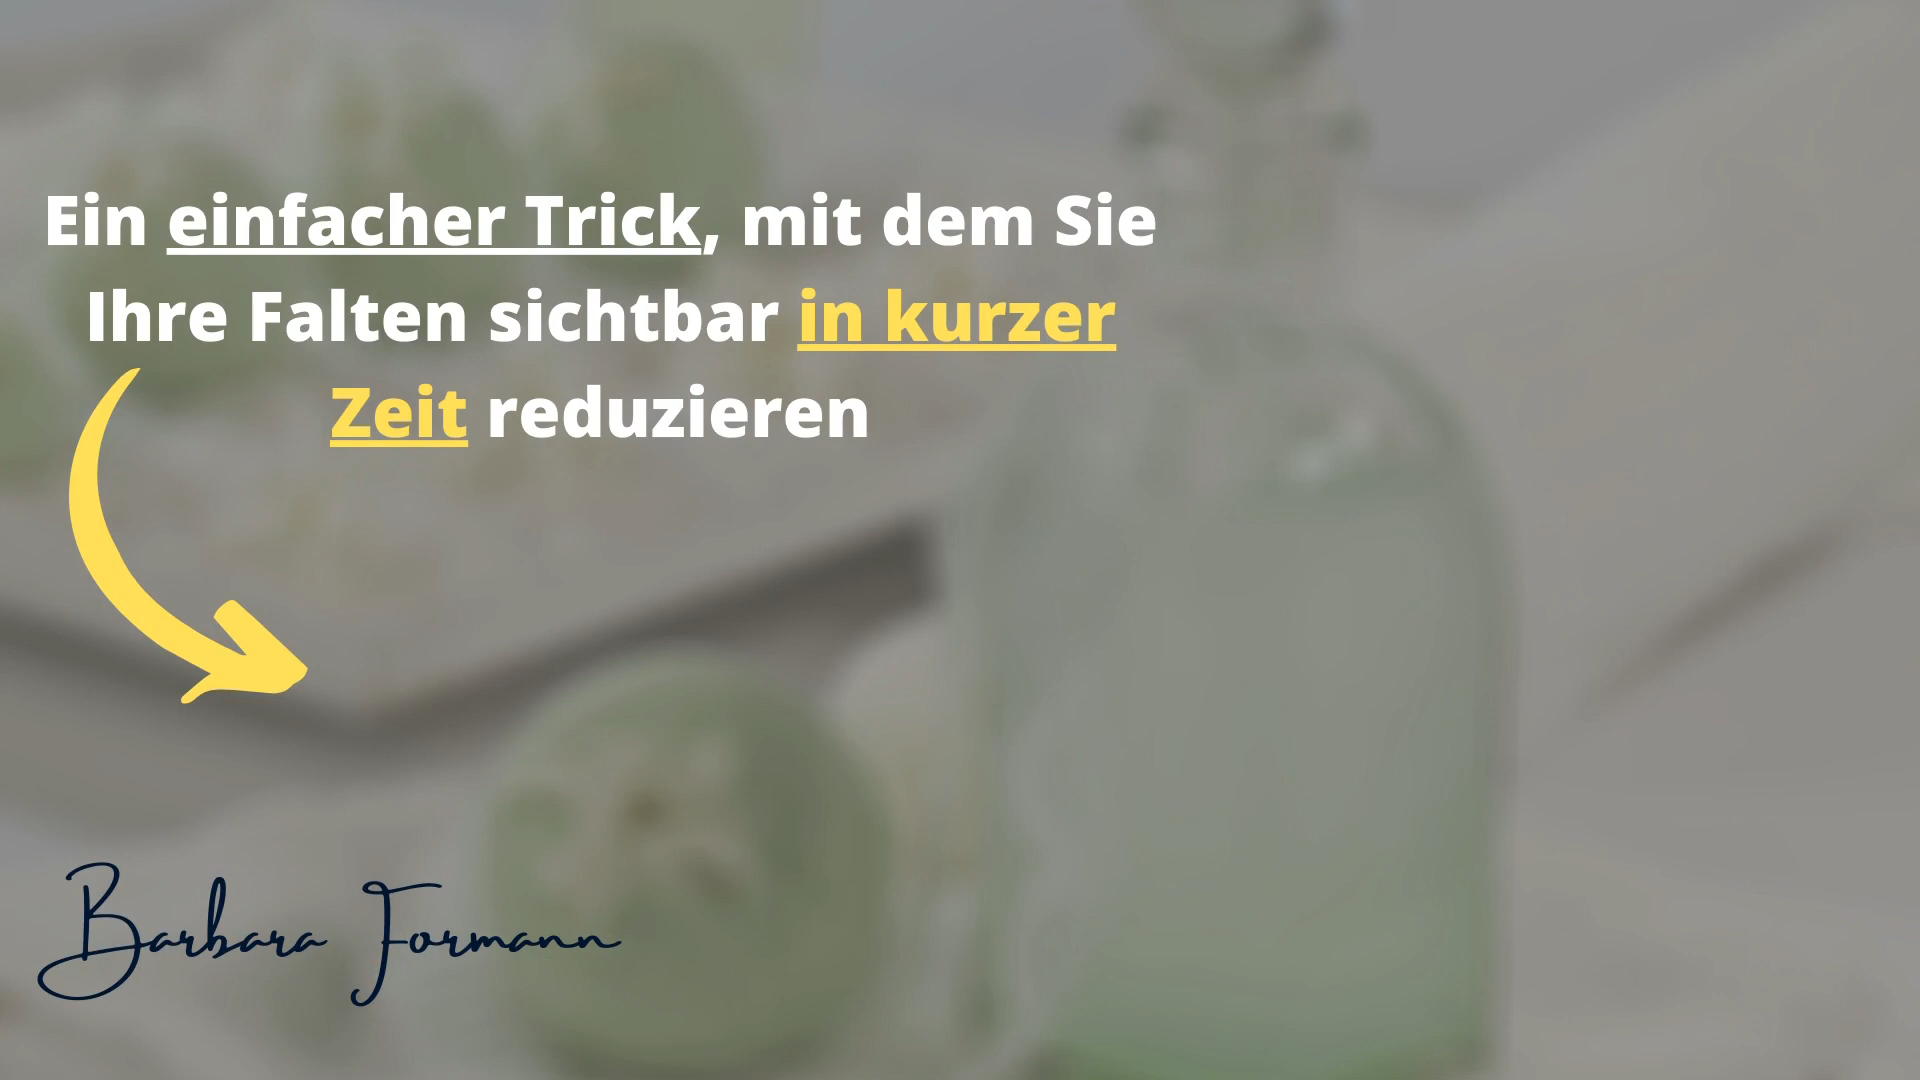 Ein einfacher Trick, mit dem Sie
Ihre Falten sichtbar in kurzer
Zeit reduzieren
Barbara Formann